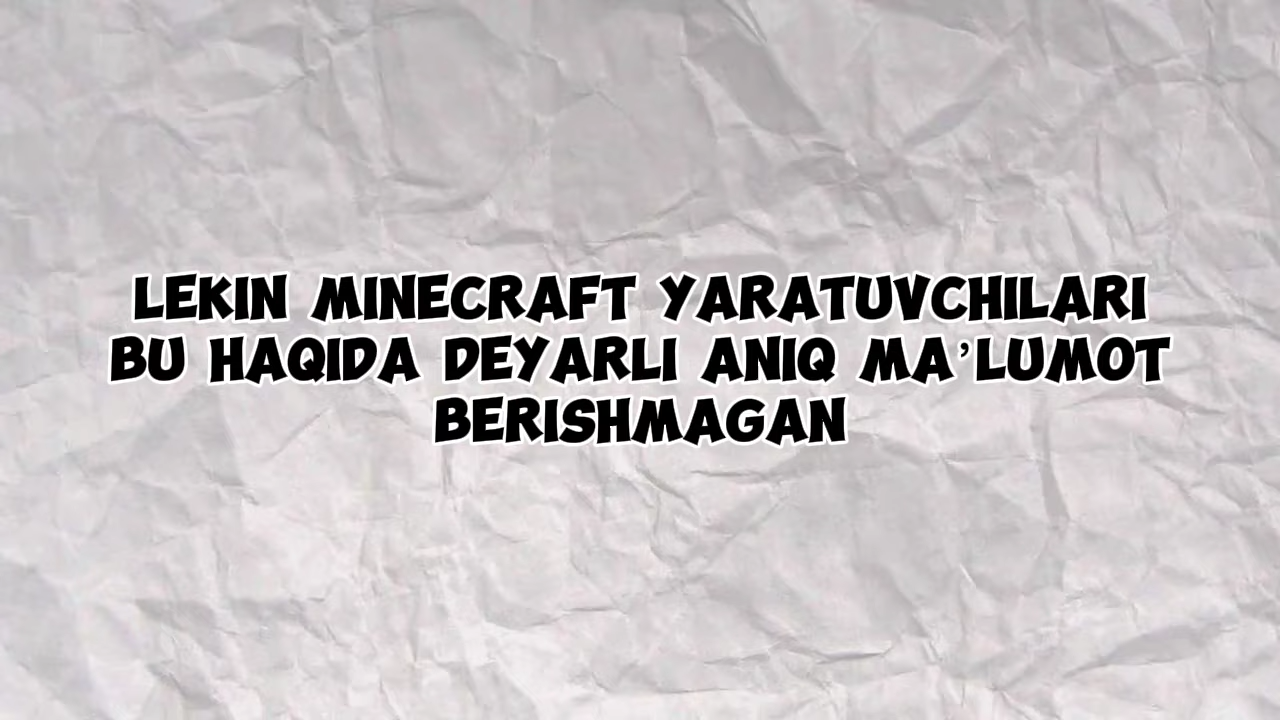 LEKIN MINECRAFT YARATUVCHILARI
BU HAQIDA DEYARLI ANIQ MA’LUMOT
BERISHMAGAN